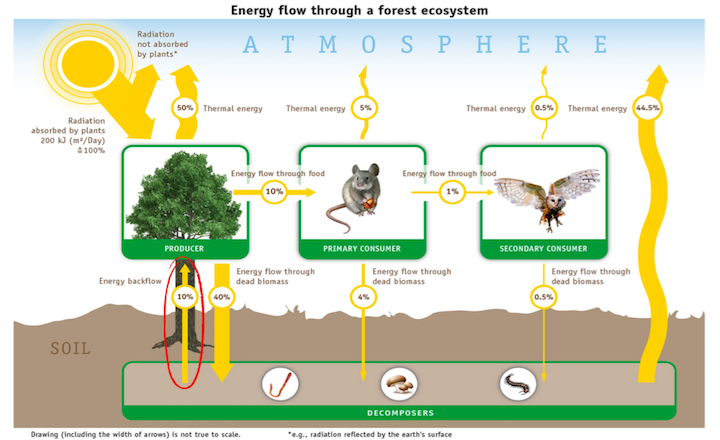 Energy flow through a forest ecosystem
Radiation
not absorbed
by plants*
ATMOSPHERE
50%
Thermal energy
Thermal energy
5%
Thermal energy
0.5%
Thermal energy
44.5%
Radiation
absorbed by plants
200 kJ (m²/Day)
≙100%
Energy flow through food
10%
Energy flow through food
1%
PRODUCER
PRIMARY CONSUMER
SECONDARY CONSUMER
Energy backflow
10%
40%
Energy flow through
dead biomass
4%
Energy flow through
dead biomass
0.5%
Energy flow through
dead biomass
SOIL
DECOMPOSERS
Drawing (including the width of arrows) is not true to scale.
*e.g., radiation reflected by the earth's surface